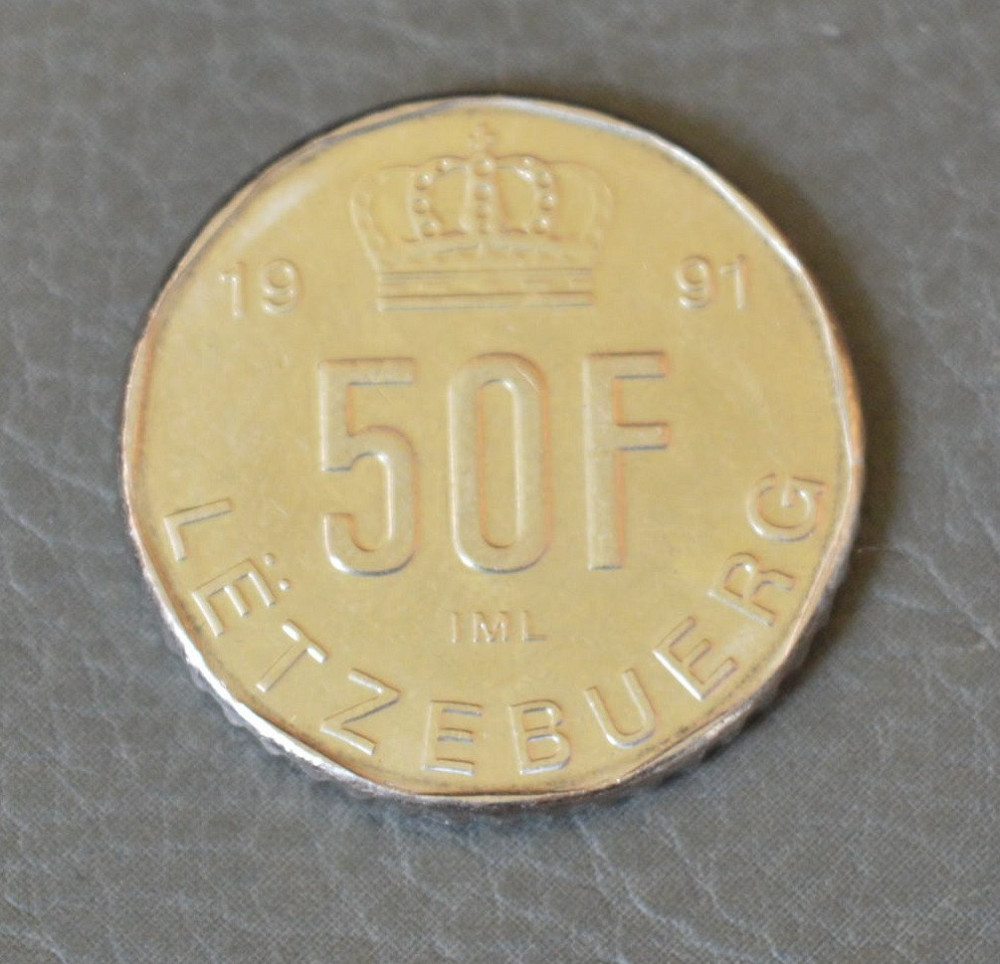 19 91
50F
IML
LËTZEBUERG